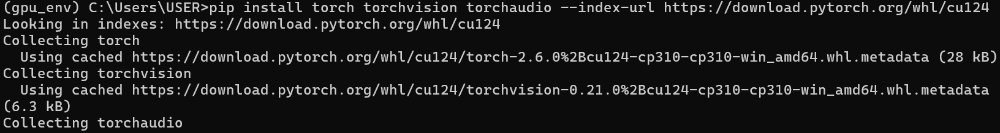 (gpu_env) C:\Users\USER>pip install torch torchvision torchaudio --index-url https://download.pytorch.org/whl/cu124
Looking in indexes: https://download.pytorch.org/whl/cu124
Collecting torch
  Using cached https://download.pytorch.org/whl/cu124/torch-2.6.0%2Bcu124-cp310-cp310-win_amd64.whl.metadata (28 kB)
Collecting torchvision
  Using cached https://download.pytorch.org/whl/cu124/torchvision-0.21.0%2Bcu124-cp310-cp310-win_amd64.whl.metadata
(6.3 kB)
Collecting torchaudio